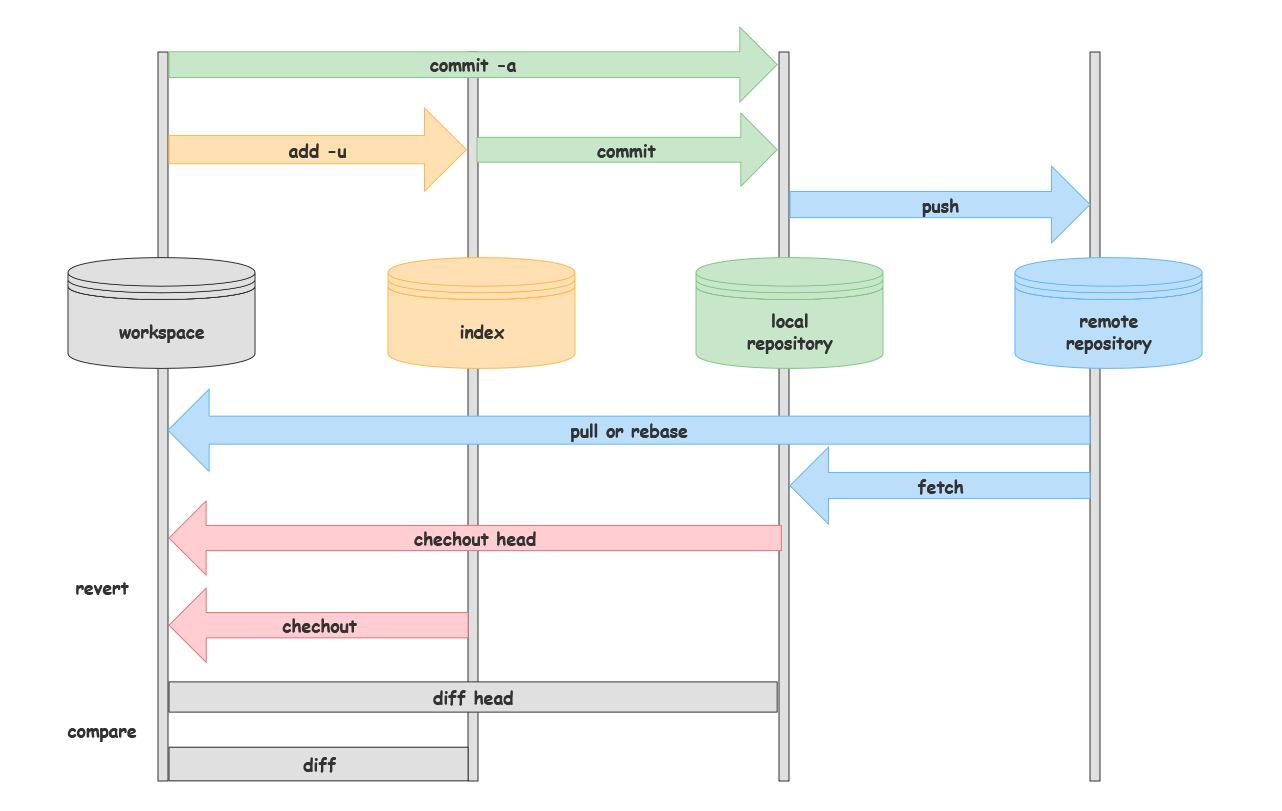 commit -a
add -u
commit
push
workspace
index
local
repository
remote
repository
pull or rebase
fetch
chechout head
revert
chechout
diff head
compare
diff